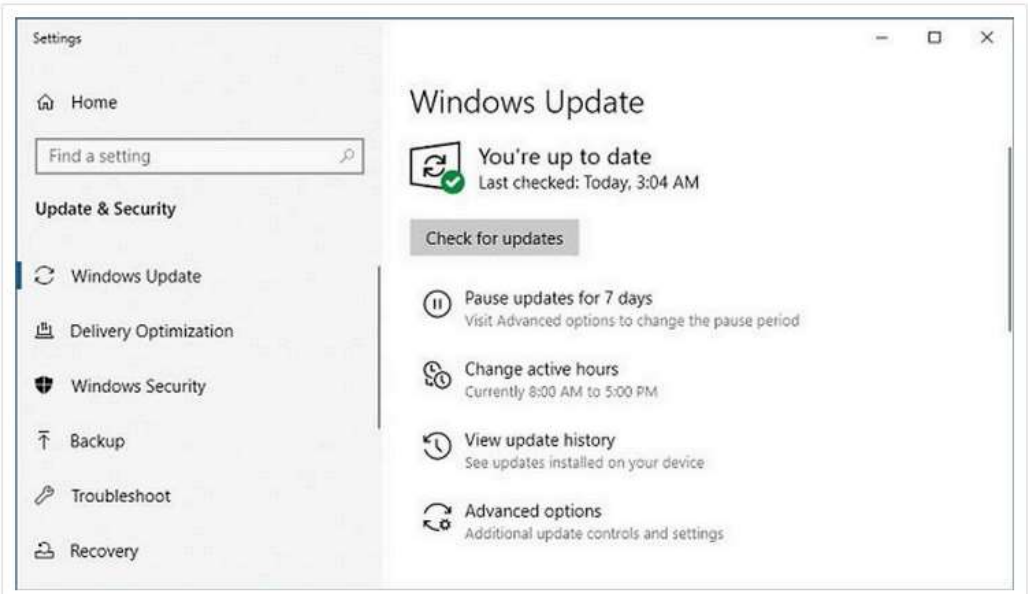 Settings
Home
Find a setting
Update & Security
Windows Update
Delivery Optimization
Windows Security
Backup
Troubleshoot
Recovery
Windows Update
You're up to date
Last checked: Today, 3:04 AM
Check for updates
Pause updates for 7 days
Visit Advanced options to change the pause period
Change active hours
Currently 8:00 AM to 5:00 PM
View update history
See updates installed on your device
Advanced options
Additional update controls and settings